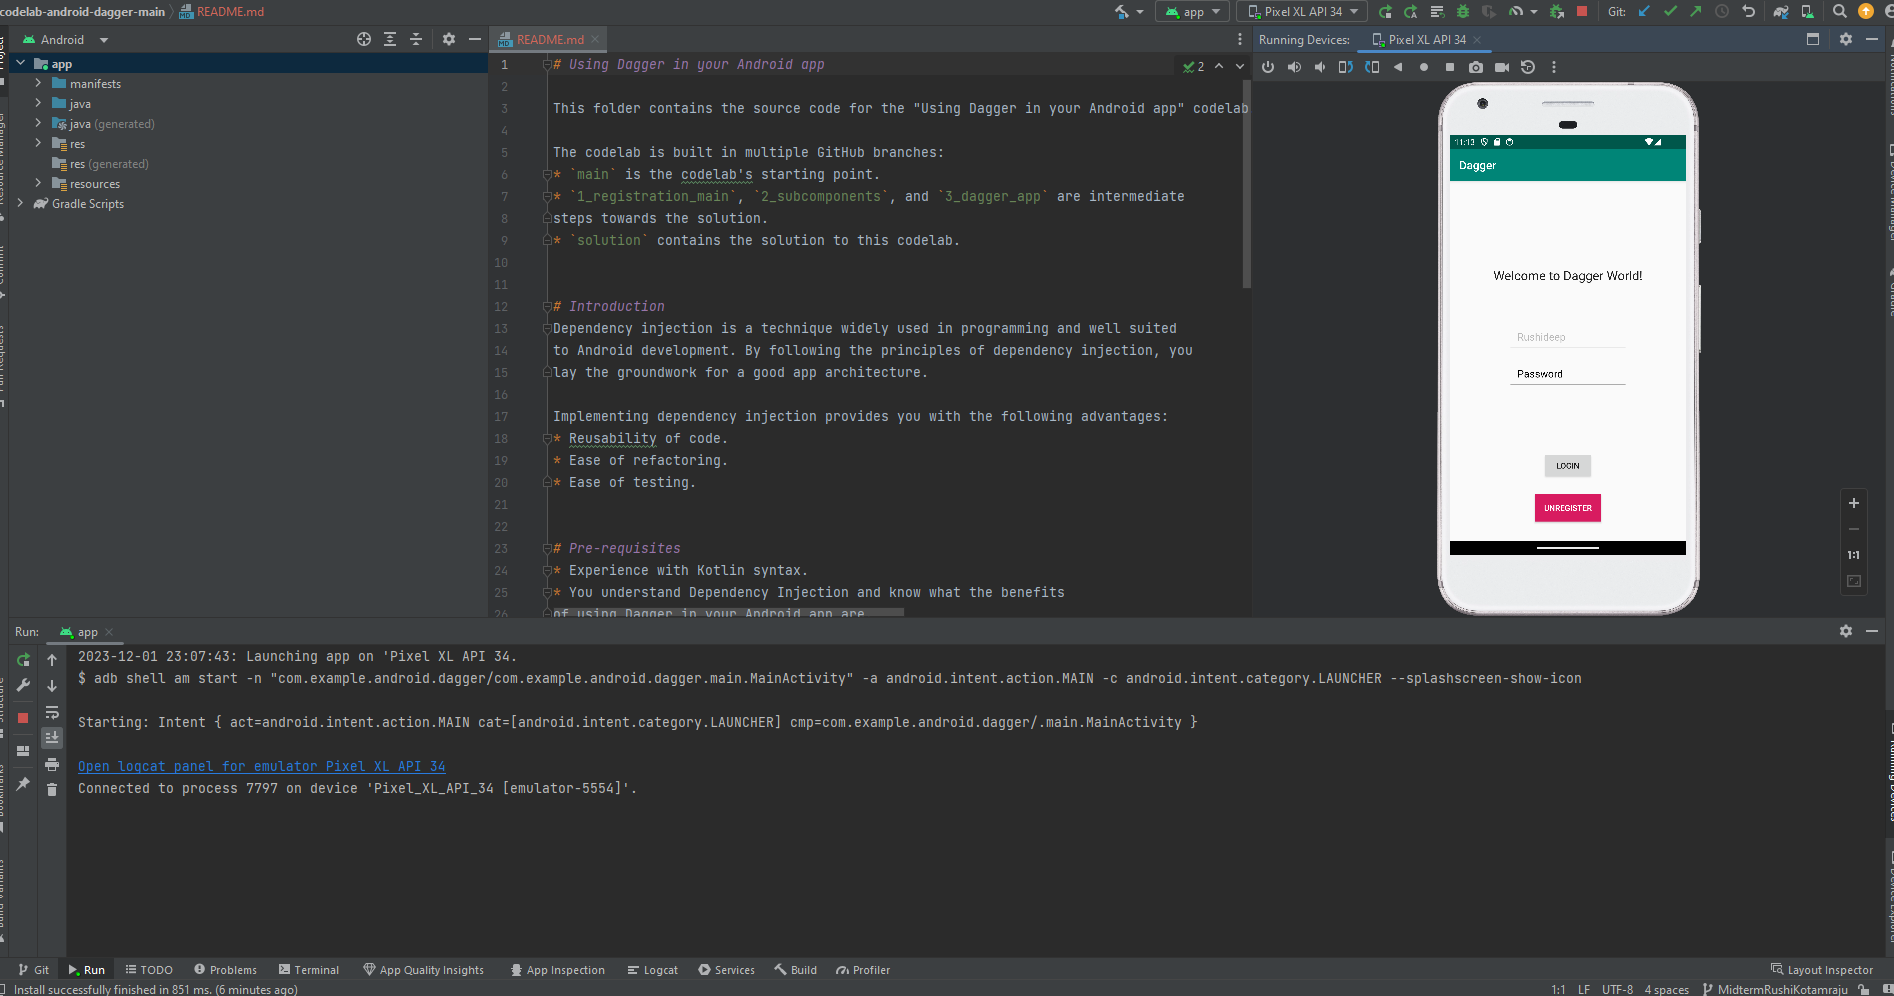 codelab-android-dagger-main README.md
app Pixel XL API 34 Git:
Android
README.md
Running Devices: Pixel XL API 34
app
manifests
java
java (generated)
res
res (generated)
resources
Gradle Scripts
2
1 # Using Dagger in your Android app
2
3 This folder contains the source code for the "Using Dagger in your Android app" codelab
4
5 The codelab is built in multiple GitHub branches:
6 * `main` is the codelab's starting point.
7 * `1_registration_main`, `2_subcomponents`, and `3_dagger_app` are intermediate
8 steps towards the solution.
9 * `solution` contains the solution to this codelab.
10
11
12 # Introduction
13 Dependency injection is a technique widely used in programming and well suited
14 to Android development. By following the principles of dependency injection, you
15 lay the groundwork for a good app architecture.
16
17 Implementing dependency injection provides you with the following advantages:
18 * Reusability of code.
19 * Ease of refactoring.
20 * Ease of testing.
21
22
23 # Pre-requisites
24 * Experience with Kotlin syntax.
25 * You understand Dependency Injection and know what the benefits
26 of using Dagger in your Android app are
11:13
Dagger
Welcome to Dagger World!
Rushideep
Password
LOGIN
UNREGISTER
1:1
Run: app
2023-12-01 23:07:43: Launching app on 'Pixel XL API 34.
$ adb shell am start -n "com.example.android.dagger/com.example.android.dagger.main.MainActivity" -a android.intent.action.MAIN -c android.intent.category.LAUNCHER --splashscreen-show-icon
Starting: Intent { act=android.intent.action.MAIN cat=[android.intent.category.LAUNCHER] cmp=com.example.android.dagger/.main.MainActivity }
Open logcat panel for emulator Pixel XL API 34
Connected to process 7797 on device 'Pixel_XL_API_34 [emulator-5554]'.
Git Run TODO Problems Terminal App Quality Insights App Inspection Logcat Services Build Profiler Layout Inspector
Install successfully finished in 851 ms. (6 minutes ago) 1:1 LF UTF-8 4 spaces MidtermRushiKotamraju